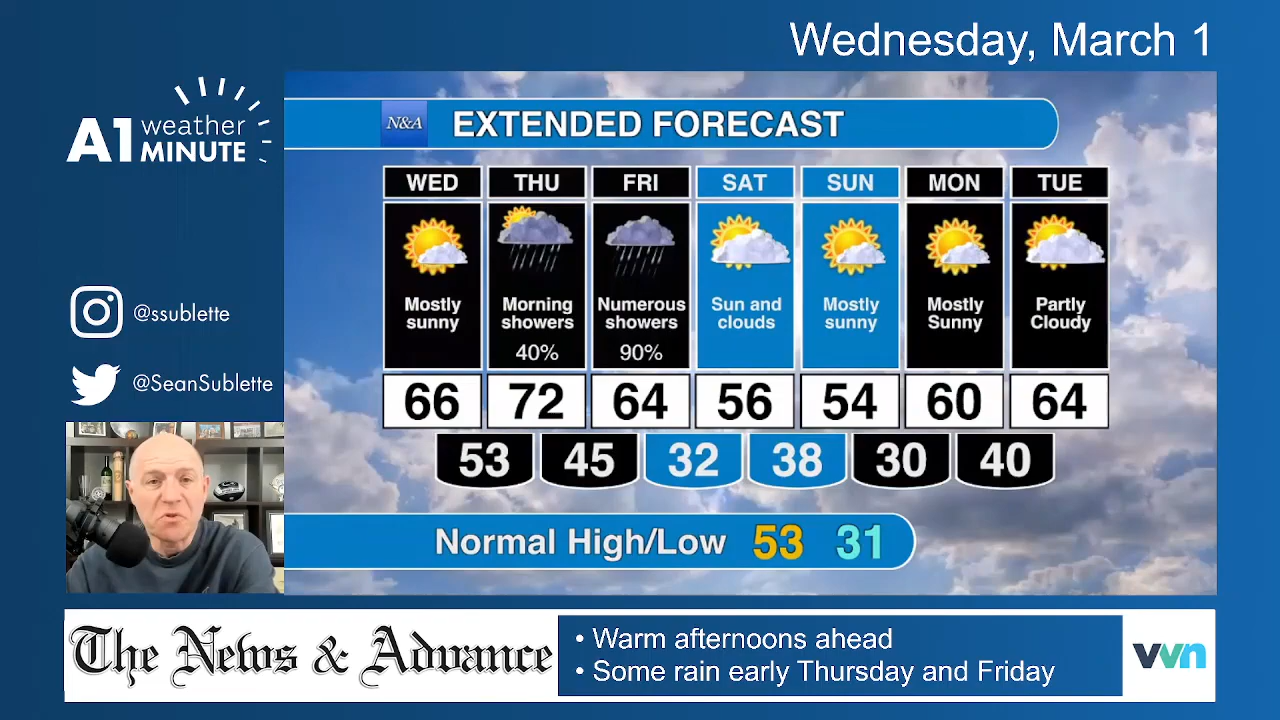 Wednesday, March 1
A1 weather
MINUTE
N&A EXTENDED FORECAST
WED THU FRI SAT SUN MON TUE
Mostly Morning Numerous Sun and Mostly Mostly Partly
sunny showers showers clouds sunny Sunny Cloudy
40% 90%
66 72 64 56 54 60 64
53 45 32 38 30 40
Normal High/Low 53 31
@ssublette
@SeanSublette
The News & Advance
• Warm afternoons ahead
• Some rain early Thursday and Friday
vvn